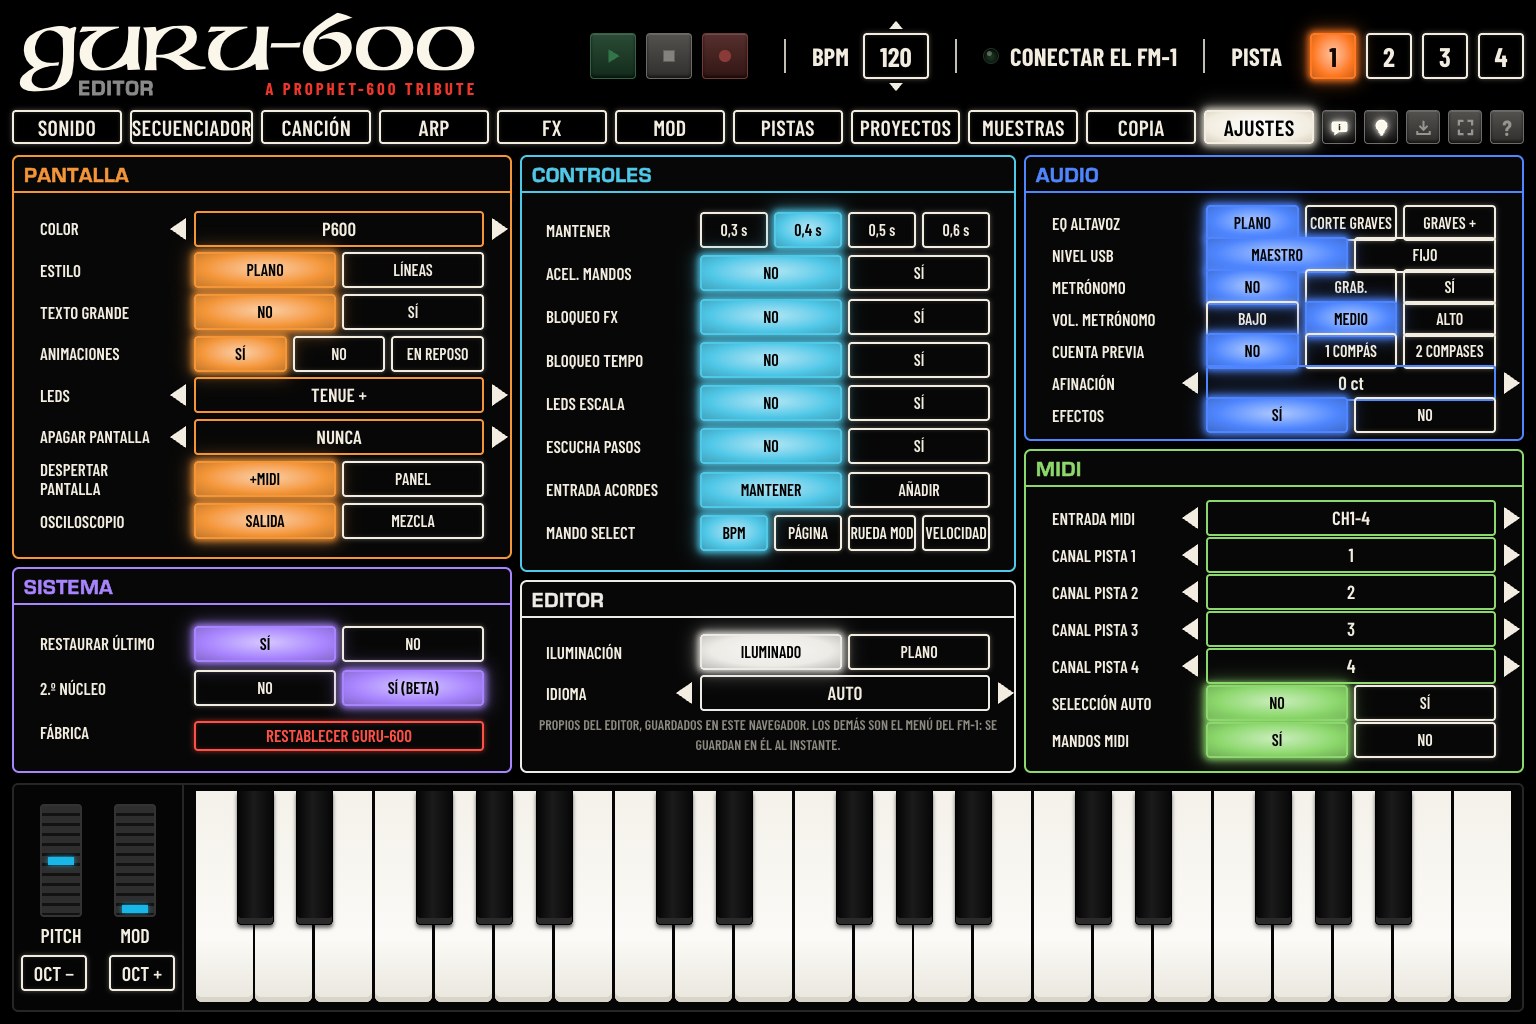 guru-600
EDITOR
A PROPHET-600 TRIBUTE
BPM 120
CONECTAR EL FM-1
PISTA 1 2 3 4
SONIDO SECUENCIADOR CANCIÓN ARP FX MOD PISTAS PROYECTOS MUESTRAS COPIA AJUSTES ?
PANTALLA
COLOR P600
ESTILO PLANO LÍNEAS
TEXTO GRANDE NO SÍ
ANIMACIONES SÍ NO EN REPOSO
LEDS TENUE +
APAGAR PANTALLA NUNCA
DESPERTAR
PANTALLA
+MIDI PANEL
OSCILOSCOPIO SALIDA MEZCLA
SISTEMA
RESTAURAR ÚLTIMO SÍ NO
2.º NÚCLEO NO SÍ (BETA)
FÁBRICA RESTABLECER GURU-600
CONTROLES
MANTENER 0,3 s 0,4 s 0,5 s 0,6 s
ACEL. MANDOS NO SÍ
BLOQUEO FX NO SÍ
BLOQUEO TEMPO NO SÍ
LEDS ESCALA NO SÍ
ESCUCHA PASOS NO SÍ
ENTRADA ACORDES MANTENER AÑADIR
MANDO SELECT BPM PÁGINA RUEDA MOD VELOCIDAD
EDITOR
ILUMINACIÓN ILUMINADO PLANO
IDIOMA AUTO
PROPIOS DEL EDITOR, GUARDADOS EN ESTE NAVEGADOR. LOS DEMÁS SON EL MENÚ DEL FM-1: SE
GUARDAN EN ÉL AL INSTANTE.
AUDIO
EQ ALTAVOZ PLANO CORTE GRAVES GRAVES +
NIVEL USB MAESTRO FIJO
METRÓNOMO NO GRAB. SÍ
VOL. METRÓNOMO BAJO MEDIO ALTO
CUENTA PREVIA NO 1 COMPÁS 2 COMPASES
AFINACIÓN 0 ct
EFECTOS SÍ NO
MIDI
ENTRADA MIDI CH1-4
CANAL PISTA 1 1
CANAL PISTA 2 2
CANAL PISTA 3 3
CANAL PISTA 4 4
SELECCIÓN AUTO NO SÍ
MANDOS MIDI SÍ NO
PITCH MOD
OCT – OCT +